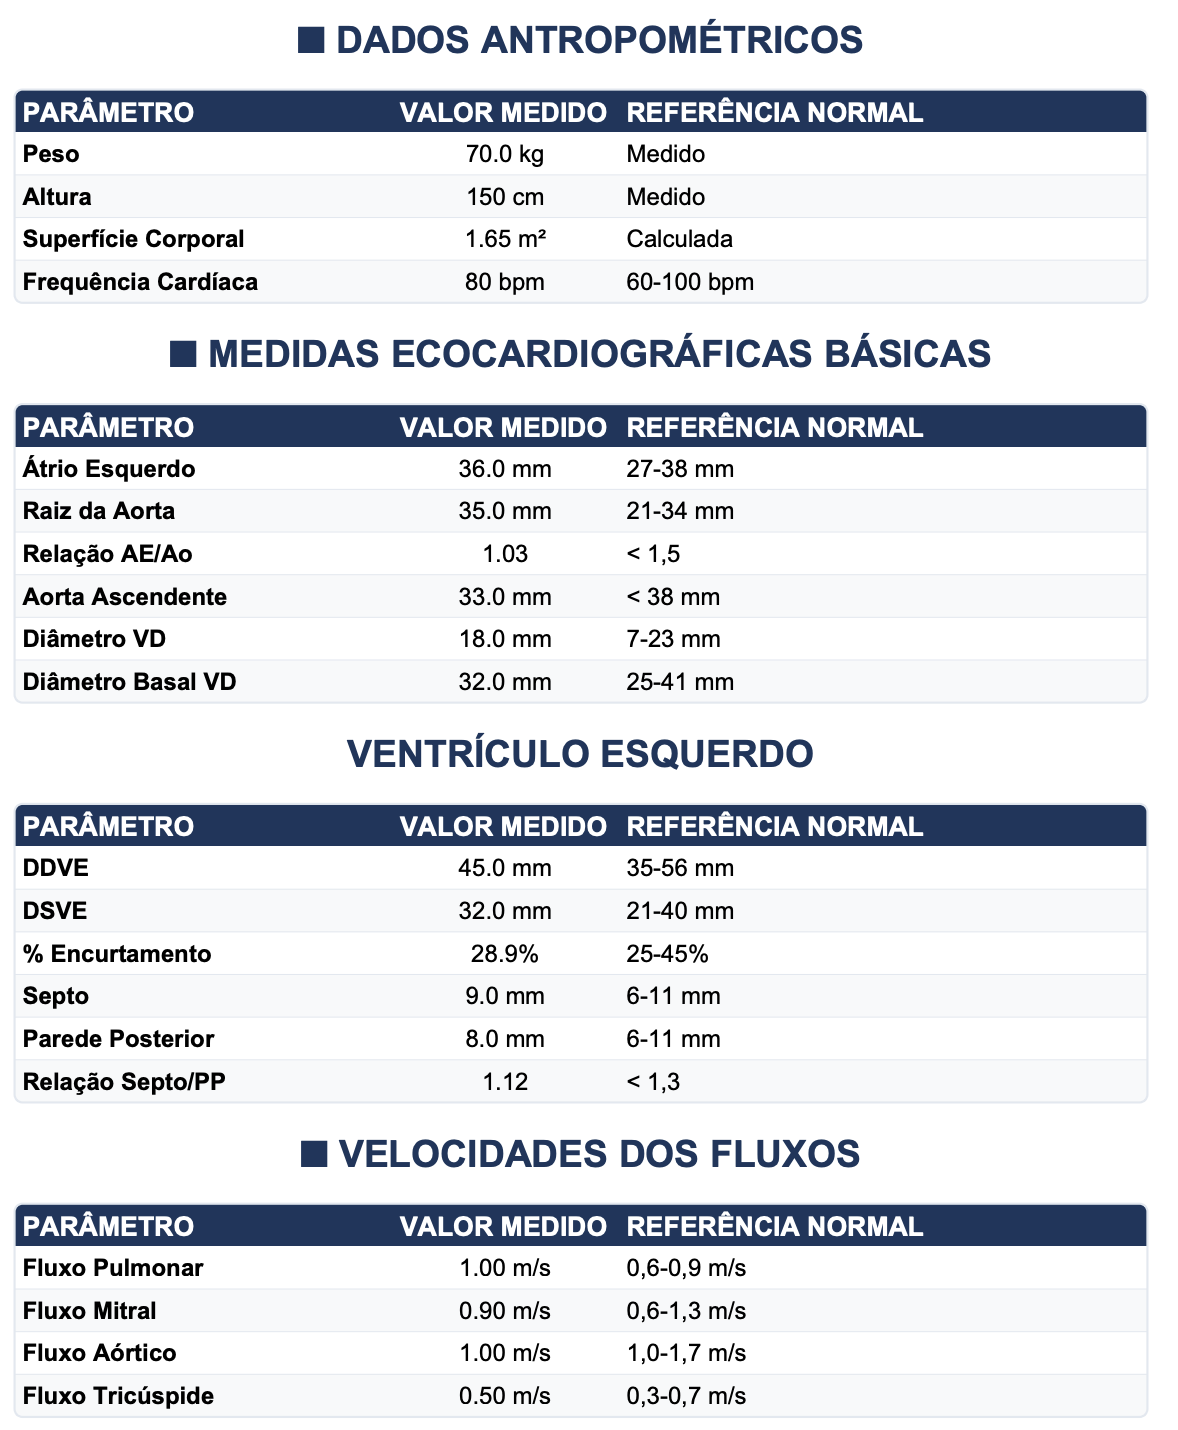 ■ DADOS ANTROPOMÉTRICOS
PARÂMETRO VALOR MEDIDO REFERÊNCIA NORMAL
Peso 70.0 kg Medido
Altura 150 cm Medido
Superfície Corporal 1.65 m² Calculada
Frequência Cardíaca 80 bpm 60-100 bpm
■ MEDIDAS ECOCARDIOGRÁFICAS BÁSICAS
PARÂMETRO VALOR MEDIDO REFERÊNCIA NORMAL
Átrio Esquerdo 36.0 mm 27-38 mm
Raiz da Aorta 35.0 mm 21-34 mm
Relação AE/Ao 1.03 < 1,5
Aorta Ascendente 33.0 mm < 38 mm
Diâmetro VD 18.0 mm 7-23 mm
Diâmetro Basal VD 32.0 mm 25-41 mm
VENTRÍCULO ESQUERDO
PARÂMETRO VALOR MEDIDO REFERÊNCIA NORMAL
DDVE 45.0 mm 35-56 mm
DSVE 32.0 mm 21-40 mm
% Encurtamento 28.9% 25-45%
Septo 9.0 mm 6-11 mm
Parede Posterior 8.0 mm 6-11 mm
Relação Septo/PP 1.12 < 1,3
■ VELOCIDADES DOS FLUXOS
PARÂMETRO VALOR MEDIDO REFERÊNCIA NORMAL
Fluxo Pulmonar 1.00 m/s 0,6-0,9 m/s
Fluxo Mitral 0.90 m/s 0,6-1,3 m/s
Fluxo Aórtico 1.00 m/s 1,0-1,7 m/s
Fluxo Tricúspide 0.50 m/s 0,3-0,7 m/s